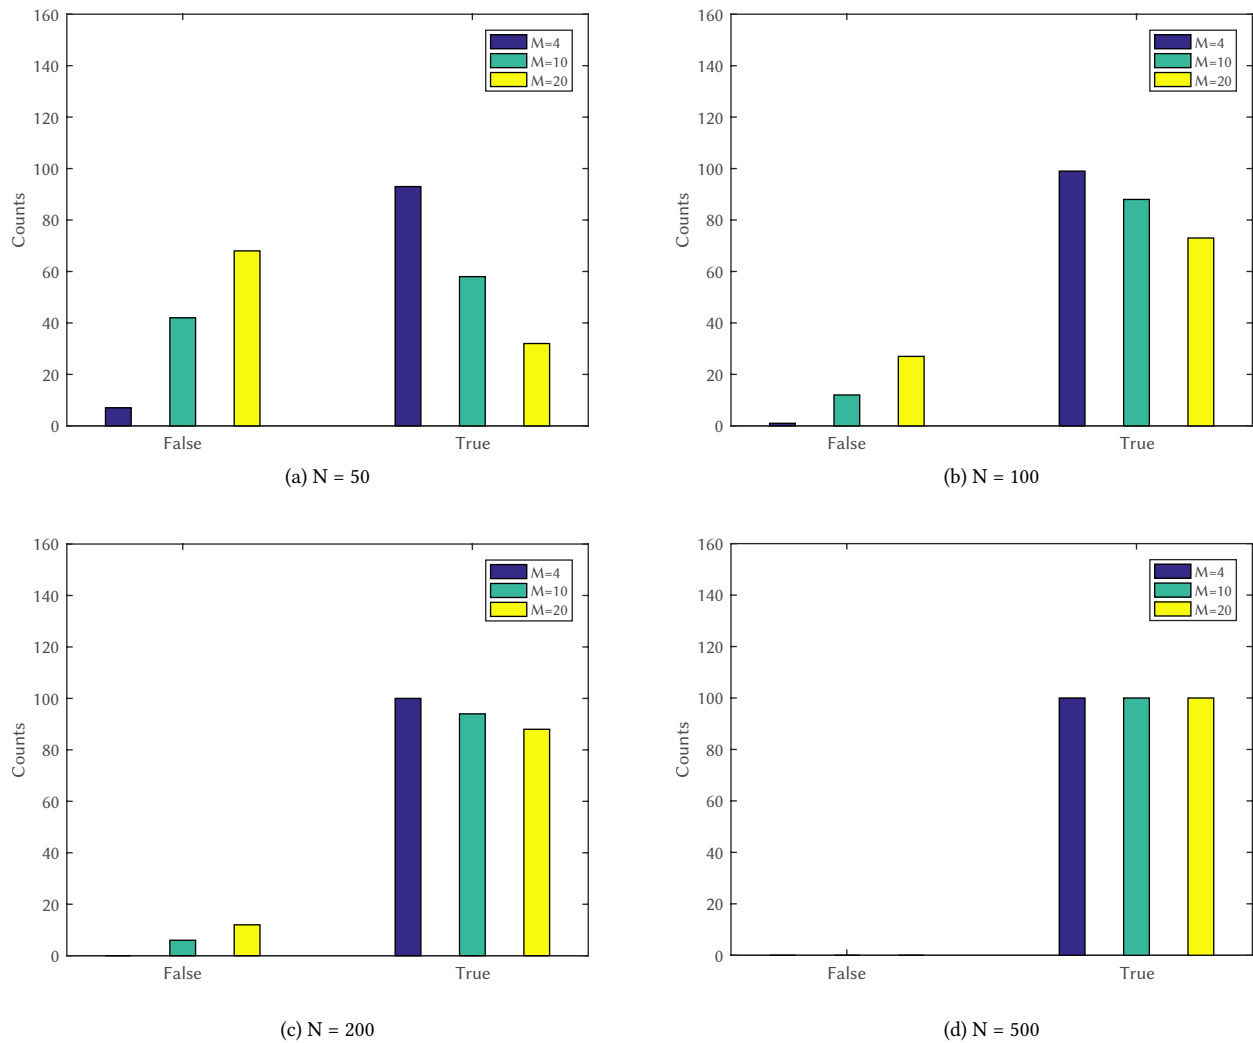 160
140
120
100
80
60
40
20
0
Counts
False
True
M=4
M=10
M=20
(a) N = 50
160
140
120
100
80
60
40
20
0
Counts
False
True
M=4
M=10
M=20
(b) N = 100
160
140
120
100
80
60
40
20
0
Counts
False
True
M=4
M=10
M=20
(c) N = 200
160
140
120
100
80
60
40
20
0
Counts
False
True
M=4
M=10
M=20
(d) N = 500